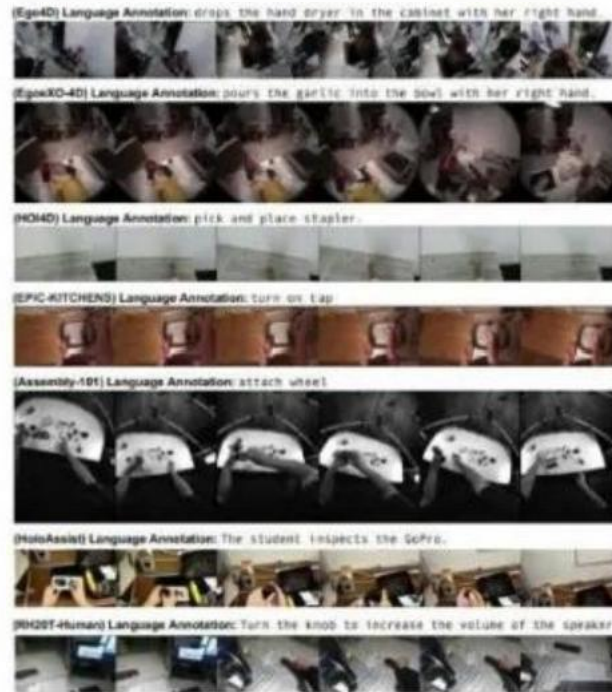 (Ego4D) Language Annotation: drops the hand dryer in the cabinet with her right hand.
(EgoeXO-4D) Language Annotation: pours the garlic into the bowl with her right hand.
(HOI4D) Language Annotation: pick and place stapler.
(EPIC-KITCHENS) Language Annotation: turn on tap
(Assembly-101) Language Annotation: attach wheel
(HoloAssist) Language Annotation: The student inspects the GoPro.
(RH20T-Human) Language Annotation: Turn the knob to increase the volume of the speaker